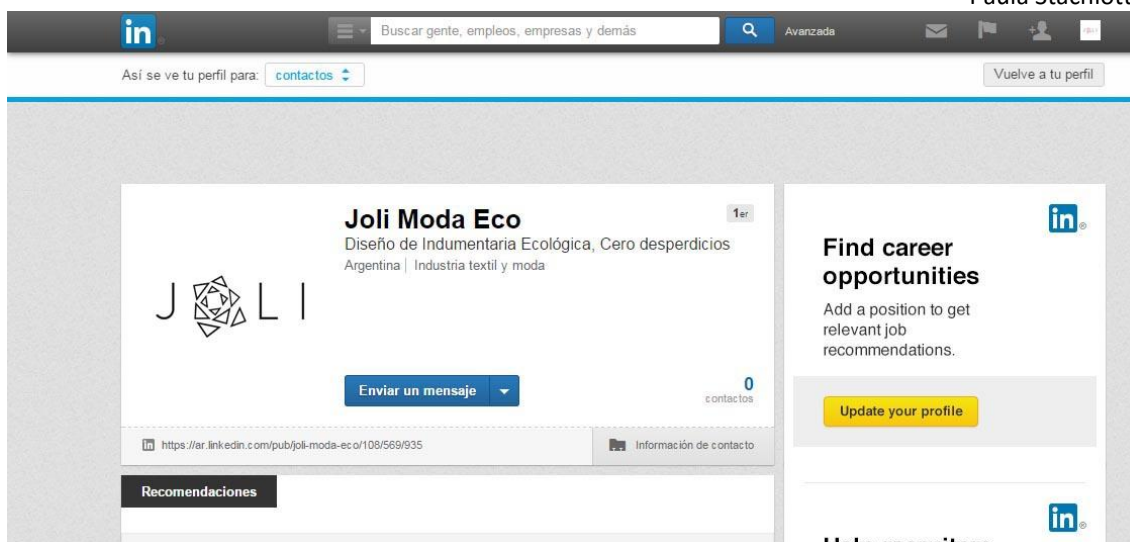 in
Buscar gente, empleos, empresas y demás
Avanzada
Así se ve tu perfil para: contactos
Vuelve a tu perfil
Joli Moda Eco
1er
Diseño de Indumentaria Ecológica, Cero desperdicios
Argentina | Industria textil y moda
JOLI
Enviar un mensaje
0
contactos
https://ar.linkedin.com/pub/joli-moda-eco/108/569/935
Información de contacto
Recomendaciones
in
Find career
opportunities
Add a position to get
relevant job
recommendations.
Update your profile
in